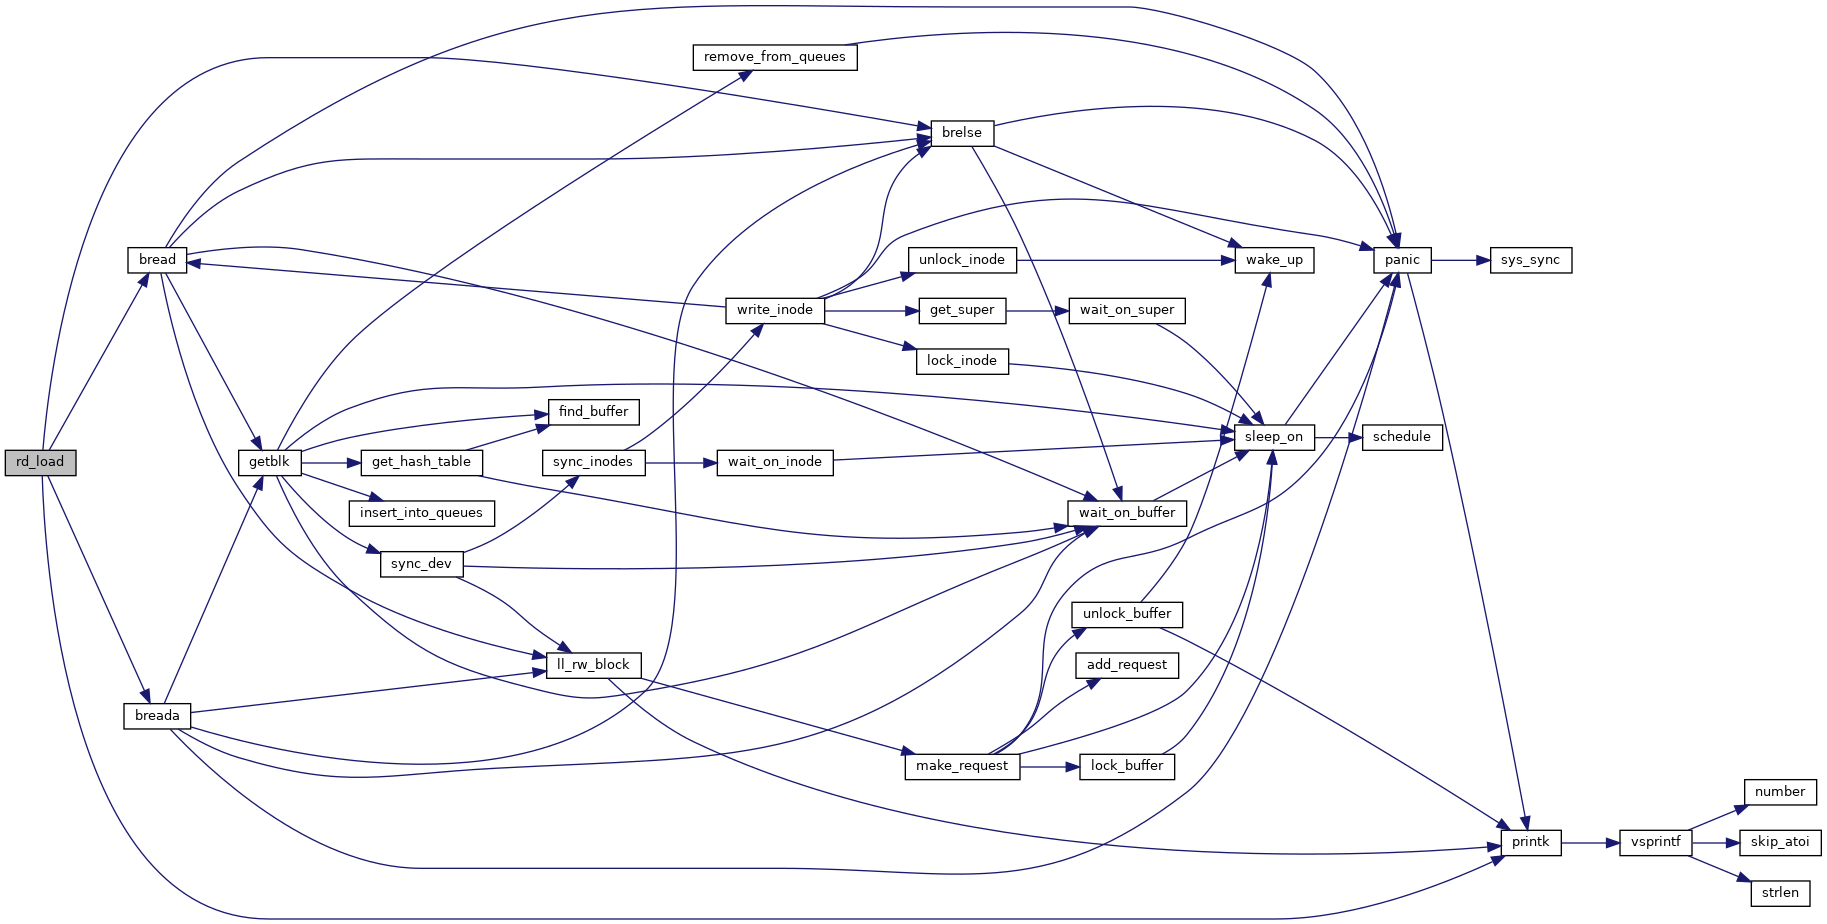 rd_load
bread
breada
getblk
find_buffer
get_hash_table
insert_into_queues
sync_dev
sync_inodes
ll_rw_block
remove_from_queues
write_inode
wait_on_inode
brelse
unlock_inode
get_super
lock_inode
make_request
wait_on_super
wait_on_buffer
unlock_buffer
add_request
lock_buffer
wake_up
sleep_on
panic
schedule
sys_sync
printk
vsprintf
number
skip_atoi
strlen